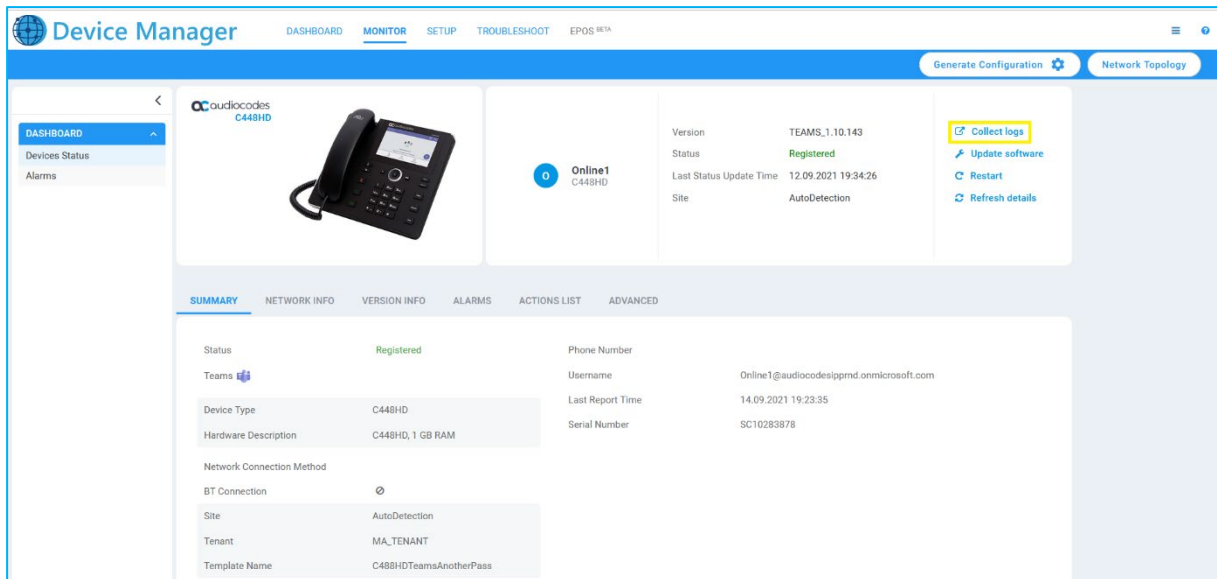 Device Manager
DASHBOARD MONITOR SETUP TROUBLESHOOT EPOS BETA
Generate Configuration Network Topology
DASHBOARD
Devices Status
Alarms
audiocodes
C448HD
O
Online1
C448HD
Version TEAMS_1.10.143
Status Registered
Last Status Update Time 12.09.2021 19:34:26
Site AutoDetection
Collect logs
Update software
Restart
Refresh details
SUMMARY NETWORK INFO VERSION INFO ALARMS ACTIONS LIST ADVANCED
Status Registered
Teams
Device Type C448HD
Hardware Description C448HD, 1 GB RAM
Network Connection Method
BT Connection
Site AutoDetection
Tenant MA_TENANT
Template Name C488HDTeamsAnotherPass
Phone Number
Username Online1@audiocodesipprnd.onmicrosoft.com
Last Report Time 14.09.2021 19:23:35
Serial Number SC10283878